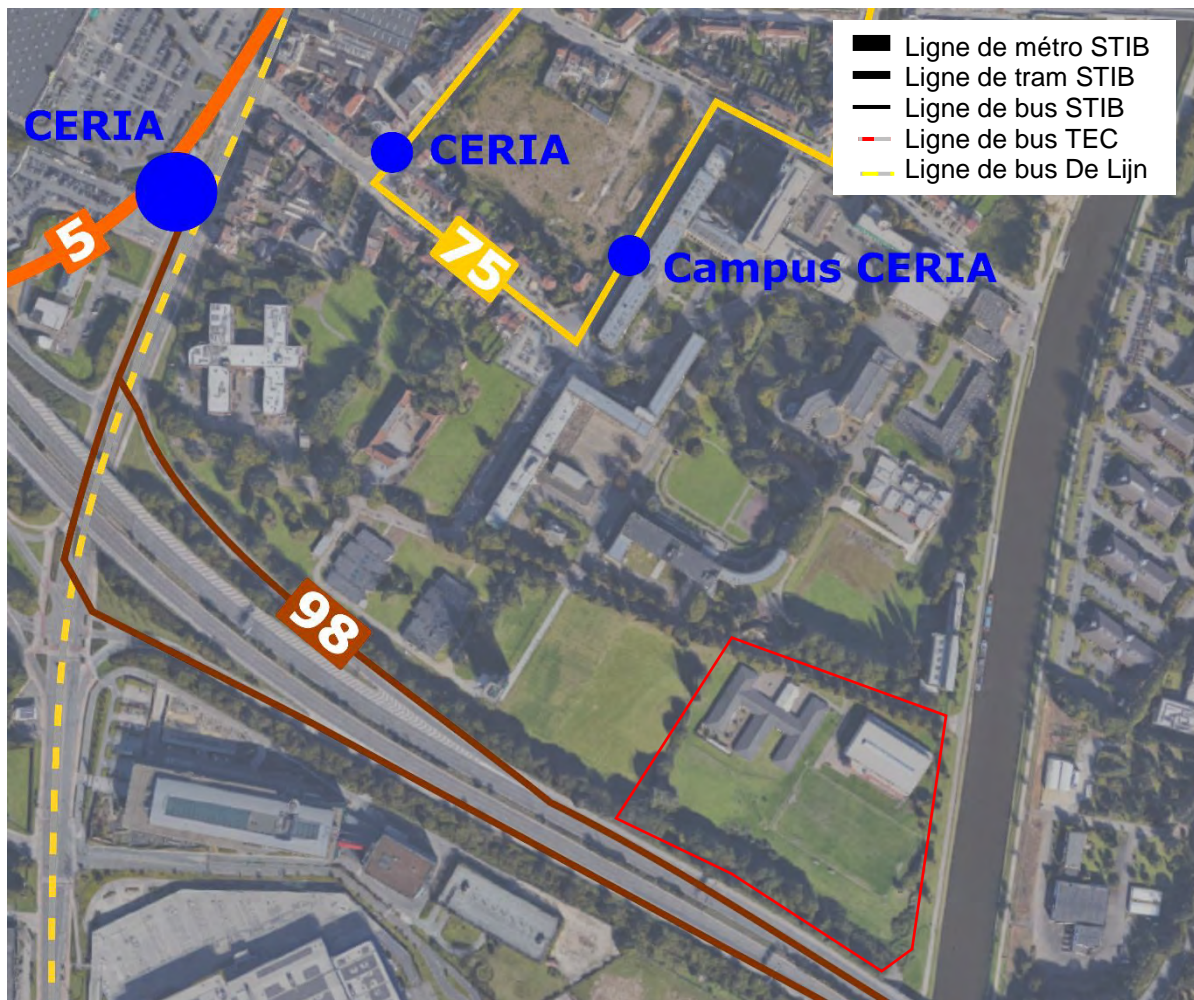 Ligne de métro STIB
Ligne de tram STIB
Ligne de bus STIB
Ligne de bus TEC
Ligne de bus De Lijn
CERIA
CERIA
5
75
Campus CERIA
98